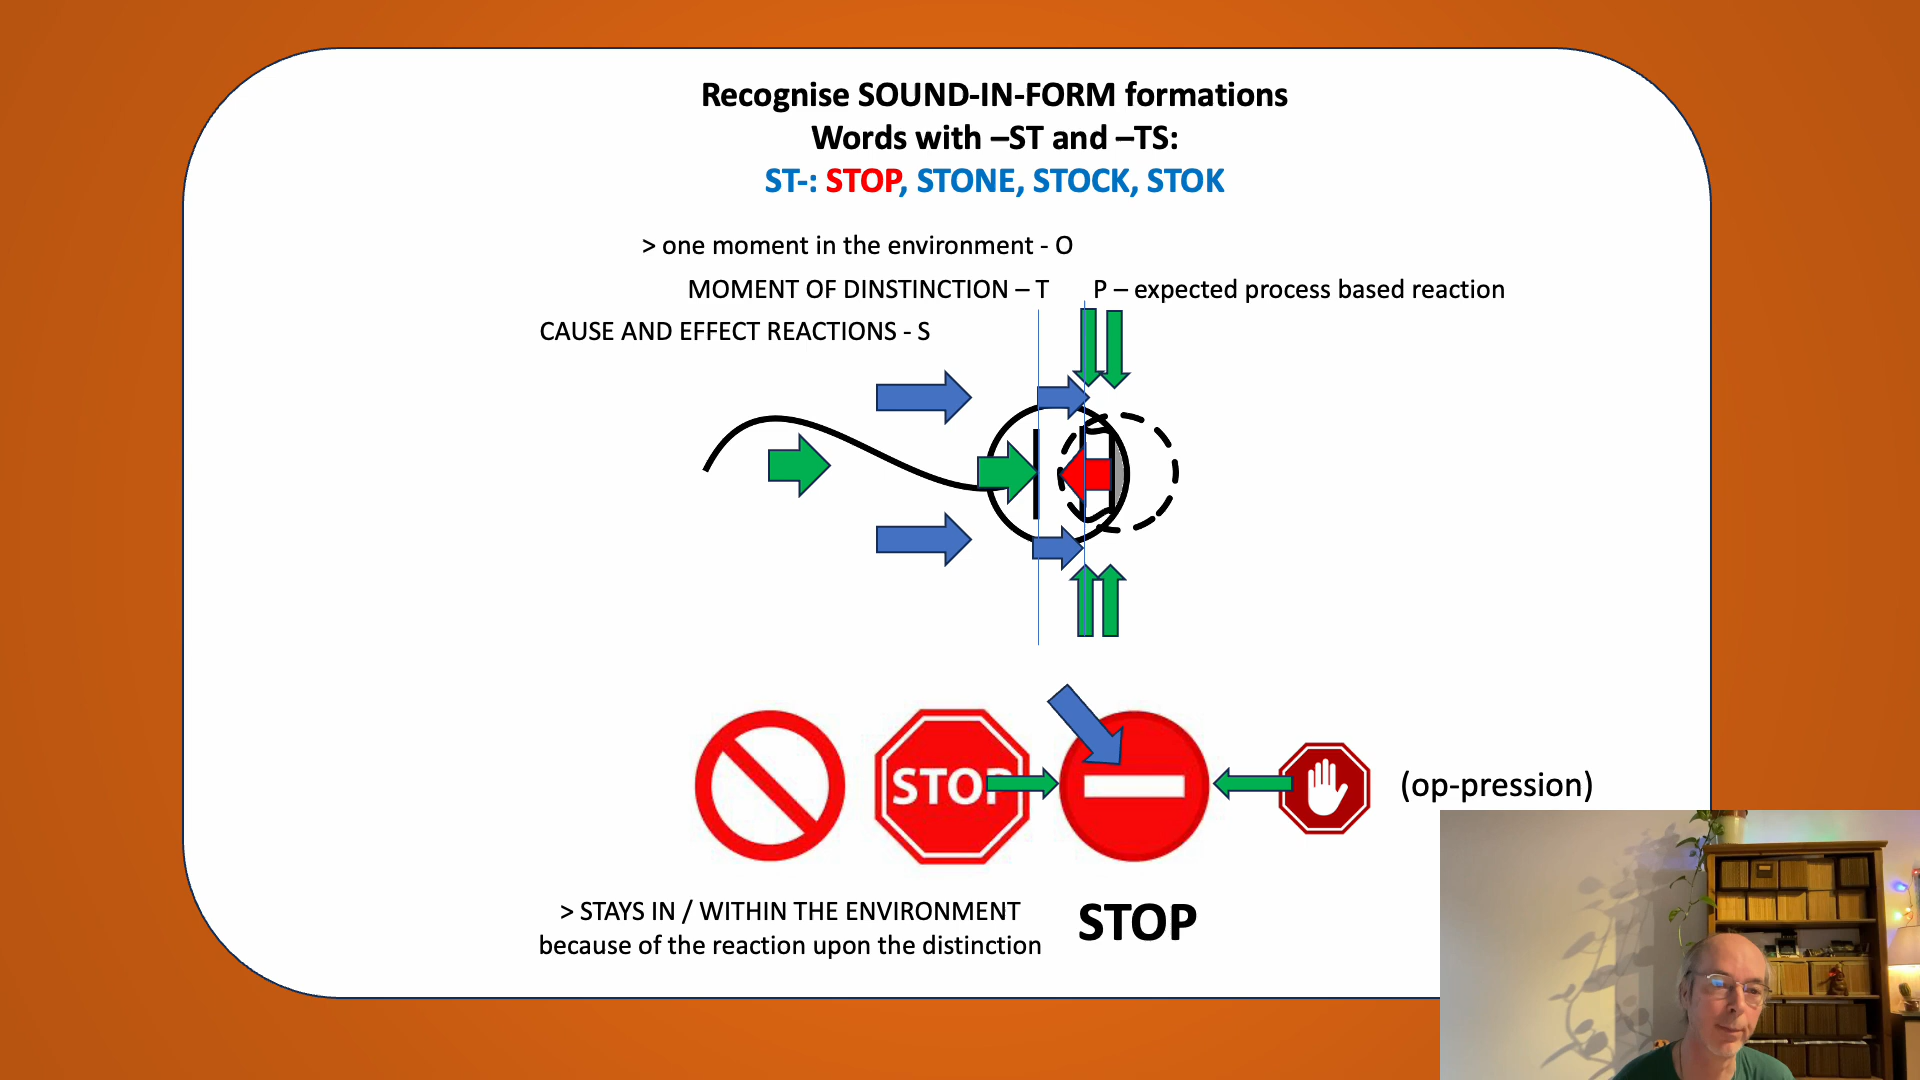 Recognise SOUND-IN-FORM formations
Words with –ST and –TS:
ST-: STOP, STONE, STOCK, STOK
> one moment in the environment - O
MOMENT OF DINSTINCTION – T
P – expected process based reaction
CAUSE AND EFFECT REACTIONS - S
STOP
(op-pression)
> STAYS IN / WITHIN THE ENVIRONMENT
because of the reaction upon the distinction
STOP